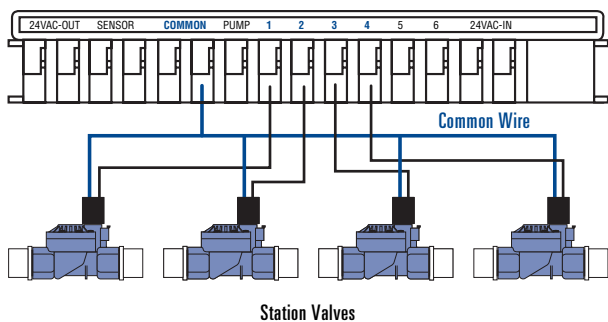 24VAC-OUT SENSOR COMMON PUMP 1 2 3 4 5 6 24VAC-IN
Common Wire
Station Valves